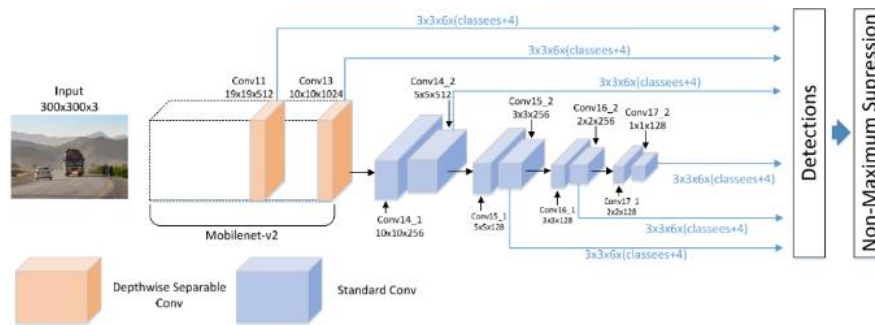 3x3x6x(classees+4)
3x3x6x(classees+4)
Conv11
19x19x512
Conv13
10x10x1024
Conv14_2
5x5x512
3x3x6x(classees+4)
Input
300x300x3
Conv15_2
3x3x256
Conv16_2
2x2x256
Conv17_2
1x1x128
3x3x6x(classees+4)
Conv14_1
10x10x256
Conv15_1
5x5x128
Conv16_1
3x3x128
Conv17_1
2x2x128
3x3x6x(classees+4)
3x3x6x(classees+4)
Mobilenet-v2
Detections
Non-Maximum Supression
Depthwise Separable
Conv
Standard Conv